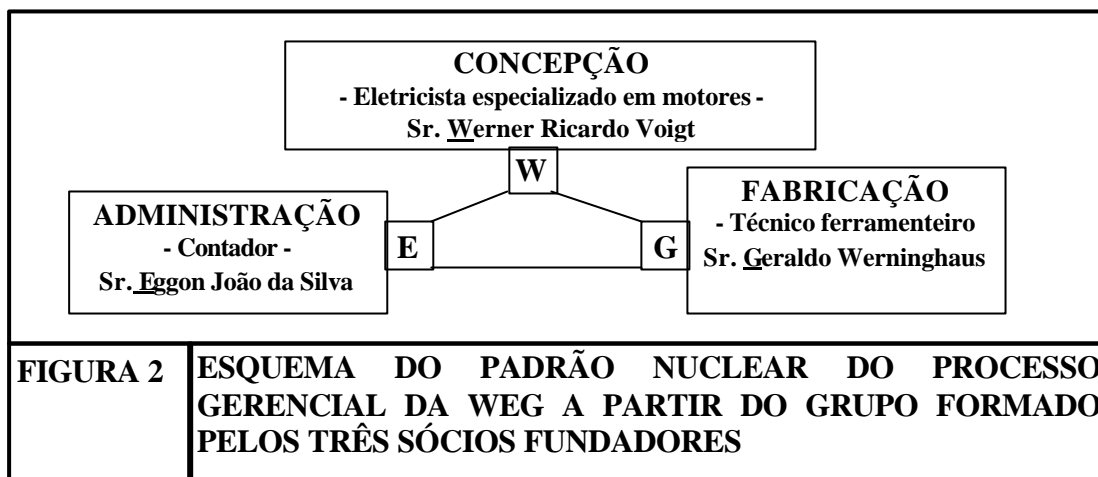 CONCEPÇÃO
- Eletricista especializado em motores -
Sr. Werner Ricardo Voigt
W
ADMINISTRAÇÃO
- Contador -
Sr. Eggon João da Silva
E
G
FABRICAÇÃO
- Técnico ferramenteiro
Sr. Geraldo Werninghaus
FIGURA 2
ESQUEMA DO PADRÃO NUCLEAR DO PROCESSO
GERENCIAL DA WEG A PARTIR DO GRUPO FORMADO
PELOS TRÊS SÓCIOS FUNDADORES